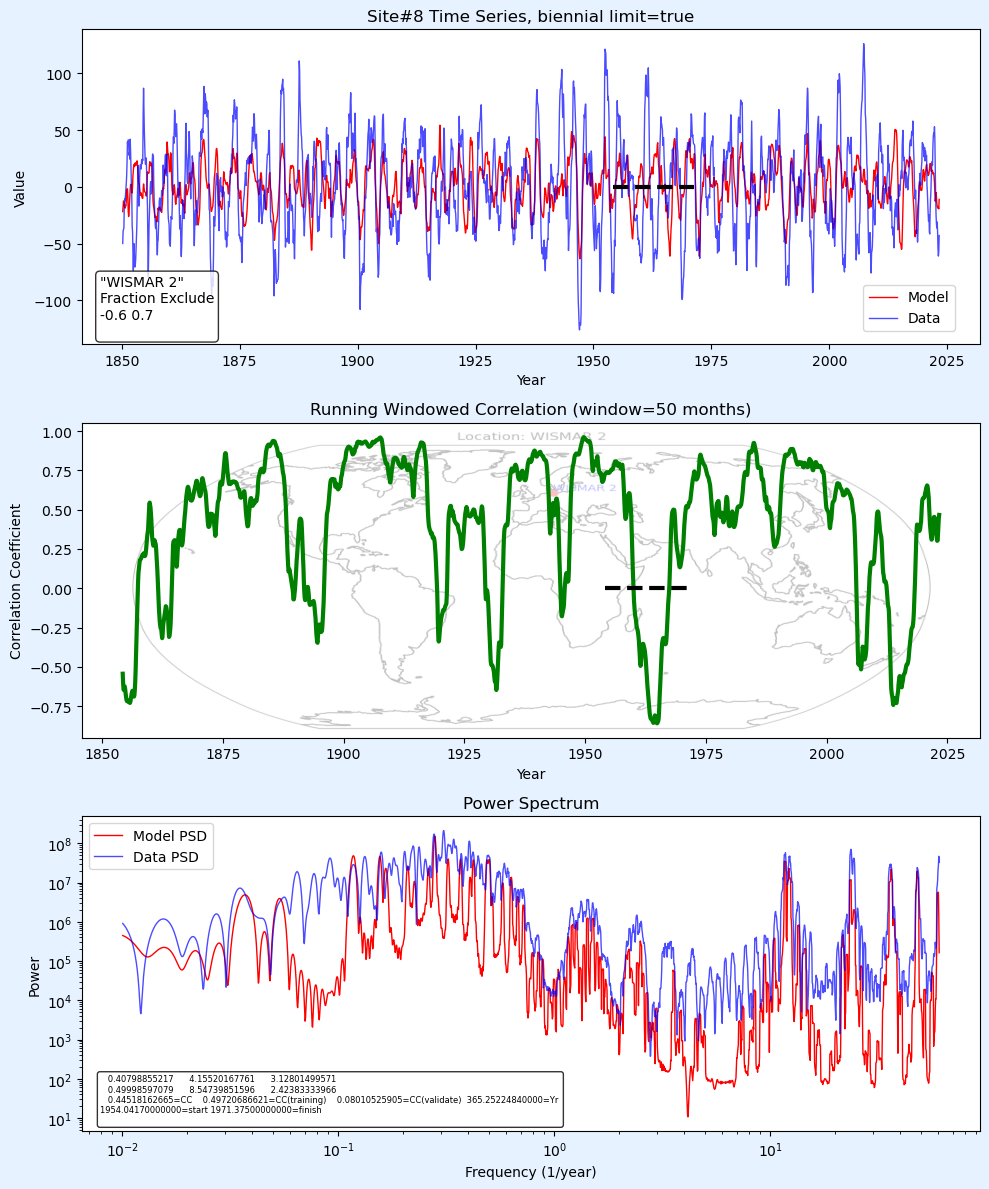 Site#8 Time Series, biennial limit=true
Value
100
50
0
−50
−100
"WISMAR 2"
Fraction Exclude
-0.6 0.7
Model
Data
1850
1875
1900
1925
1950
1975
2000
2025
Year
Running Windowed Correlation (window=50 months)
Location: WISMAR 2
WISMAR 2
Correlation Coefficient
1.00
0.75
0.50
0.25
0.00
−0.25
−0.50
−0.75
1850
1875
1900
1925
1950
1975
2000
2025
Year
Power Spectrum
Model PSD
Data PSD
Power
10⁸
10⁷
10⁶
10⁵
10⁴
10³
10²
10¹
0.40798855217 4.15520167761 3.12801499571
0.49998597079 8.54739851596 2.42383333966
0.44518162665=CC 0.49720686621=CC(training) 0.08010525905=CC(validate) 365.25224840000=Yr
1954.04170000000=start 1971.37500000000=finish
10⁻²
10⁻¹
10⁰
10¹
Frequency (1/year)